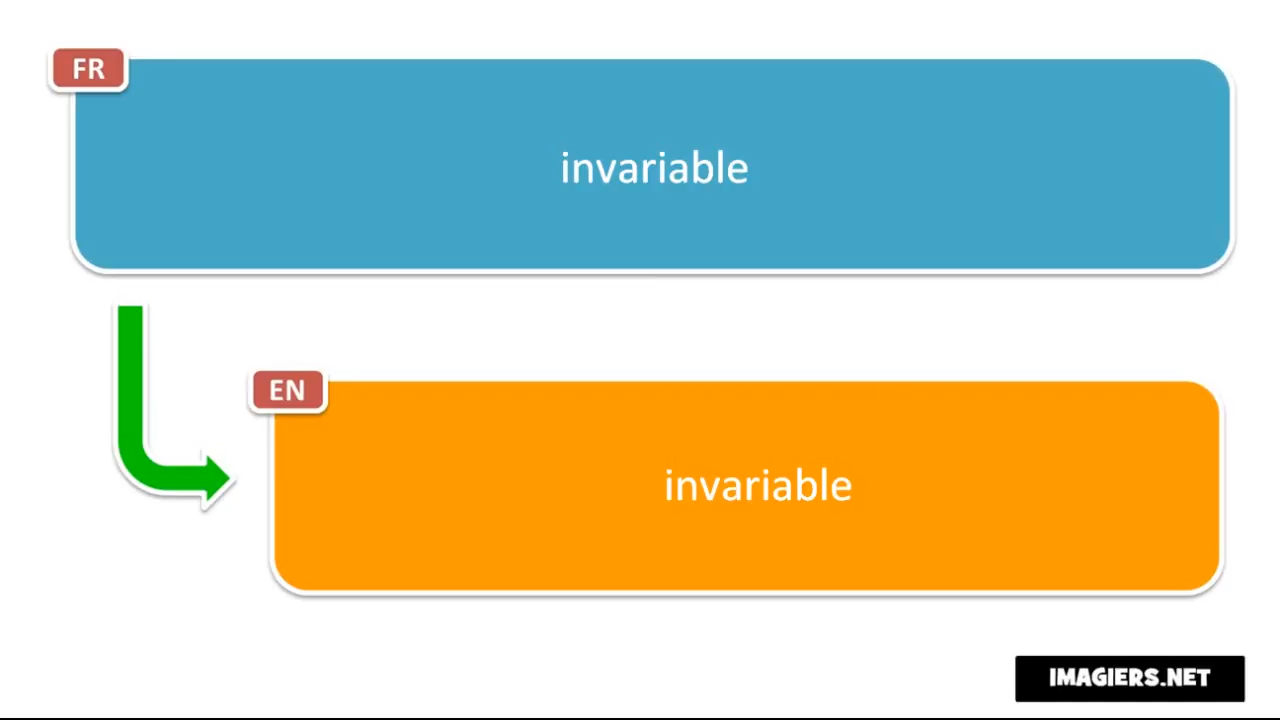 FR
invariable
EN
invariable
IMAGIERS.NET